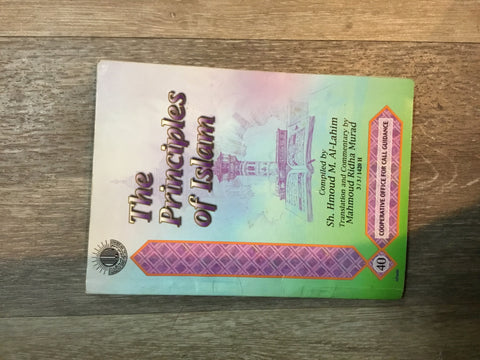 The
Principles
of Islam
Compiled by
Sh. Hmoud M. Al-Lahim
Translation and Commentary by
Mahmoud Ridha Murad
COOPERATIVE OFFICE FOR CALL GUIDANCE
40